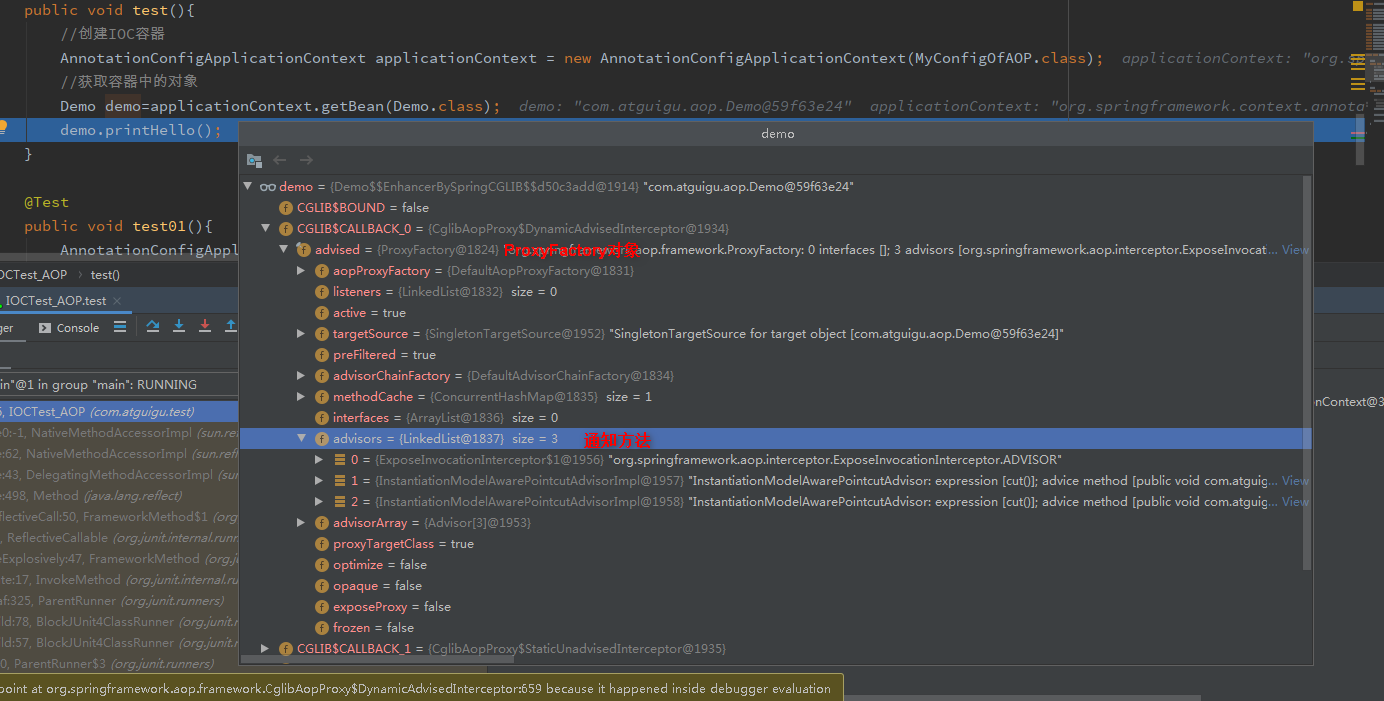 public void test(){
//创建IOC容器
AnnotationConfigApplicationContext applicationContext = new AnnotationConfigApplicationContext(MyConfigOfAOP.class); applicationContext: "org.sp
//获取容器中的对象
Demo demo=applicationContext.getBean(Demo.class); demo: "com.atguigu.aop.Demo@59f63e24" applicationContext: "org.springframework.context.annota
demo.printHello();
}
@Test
public void test01(){
AnnotationConfigAppl
OCTest_AOP › test()
IOCTest_AOP.test ×
ger Console
in"@1 in group "main": RUNNING
5, IOCTest_AOP (com.atguigu.test)
e0:-1, NativeMethodAccessorImpl (sun.refl
e:62, NativeMethodAccessorImpl (sun.refl
e:43, DelegatingMethodAccessorImpl (sun
e:498, Method (java.lang.reflect)
flectiveCall:50, FrameworkMethod$1 (org
, ReflectiveCallable (org.junit.internal.runn
eExplosively:47, FrameworkMethod (org.j
te:17, InvokeMethod (org.junit.internal.ru
af:325, ParentRunner (org.junit.runners)
ld:78, BlockJUnit4ClassRunner (org.junit.
ld:57, BlockJUnit4ClassRunner (org.junit.
0, ParentRunner$3 (org.junit.runners)
demo
demo = {Demo$$EnhancerBySpringCGLIB$$d50c3add@1914} "com.atguigu.aop.Demo@59f63e24"
CGLIB$BOUND = false
CGLIB$CALLBACK_0 = {CglibAopProxy$DynamicAdvisedInterceptor@1934}
advised = {ProxyFactory@1824} ProxyFactory对象 aop.framework.ProxyFactory: 0 interfaces []; 3 advisors [org.springframework.aop.interceptor.ExposeInvocat... View
aopProxyFactory = {DefaultAopProxyFactory@1831}
listeners = {LinkedList@1832} size = 0
active = true
targetSource = {SingletonTargetSource@1952} "SingletonTargetSource for target object [com.atguigu.aop.Demo@59f63e24]"
preFiltered = true
advisorChainFactory = {DefaultAdvisorChainFactory@1834}
methodCache = {ConcurrentHashMap@1835} size = 1
interfaces = {ArrayList@1836} size = 0
advisors = {LinkedList@1837} size = 3 通知方法
0 = {ExposeInvocationInterceptor$1@1956} "org.springframework.aop.interceptor.ExposeInvocationInterceptor.ADVISOR"
1 = {InstantiationModelAwarePointcutAdvisorImpl@1957} "InstantiationModelAwarePointcutAdvisor: expression [cut()]; advice method [public void com.atguig... View
2 = {InstantiationModelAwarePointcutAdvisorImpl@1958} "InstantiationModelAwarePointcutAdvisor: expression [cut()]; advice method [public void com.atguig... View
advisorArray = {Advisor[3]@1953}
proxyTargetClass = true
optimize = false
opaque = false
exposeProxy = false
frozen = false
CGLIB$CALLBACK_1 = {CglibAopProxy$StaticUnadvisedInterceptor@1935}
onContext@3
point at org.springframework.aop.framework.CglibAopProxy$DynamicAdvisedInterceptor:659 because it happened inside debugger evaluation